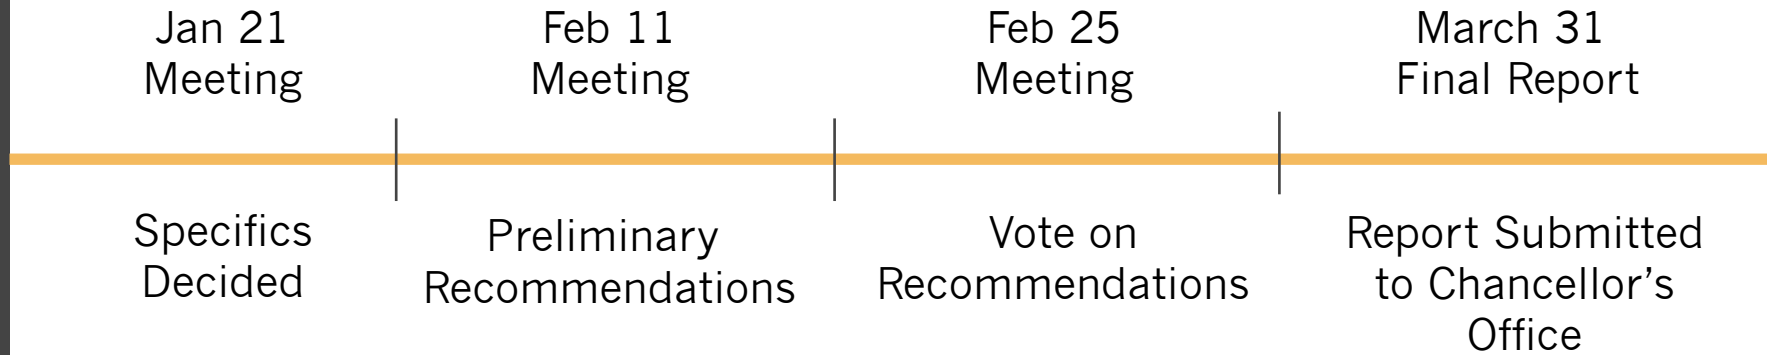 Jan 21
Meeting
Feb 11
Meeting
Feb 25
Meeting
March 31
Final Report
Specifics
Decided
Preliminary
Recommendations
Vote on
Recommendations
Report Submitted
to Chancellor’s
Office